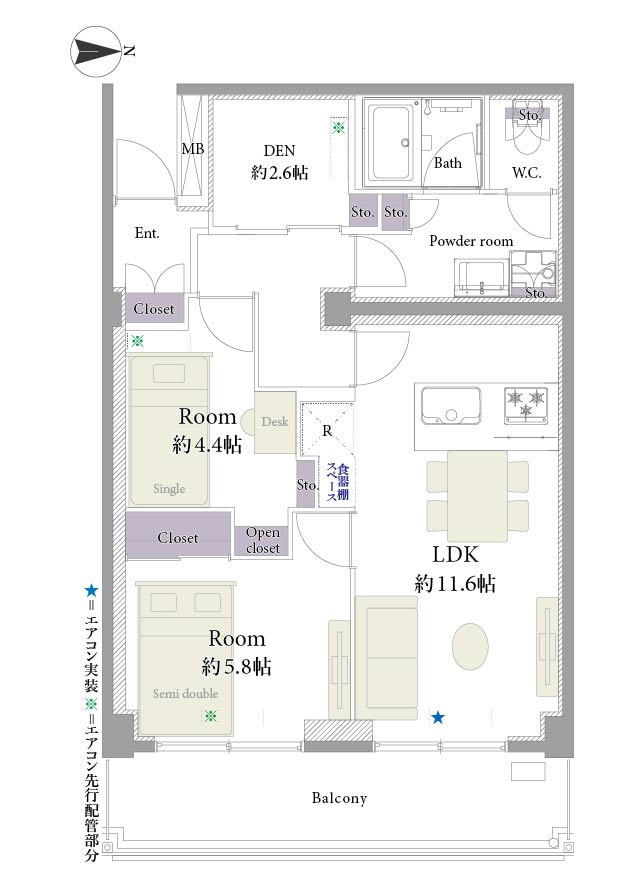 N
MB
DEN
約2.6帖
Sto.
Bath
W.C.
Sto.
Sto.
Ent.
Powder room
Sto.
Closet
Room
約4.4帖
Desk
R
Single
Sto.
食器棚
スペース
Closet
Open
closet
LDK
約11.6帖
Room
約5.8帖
Semi double
★＝エアコン実装 ※＝エアコン先行配管部分
Balcony